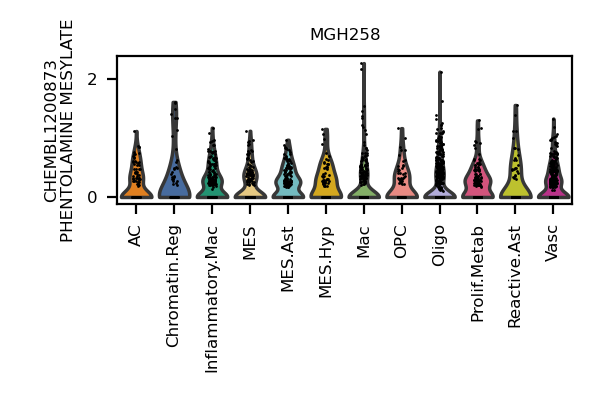 MGH258
CHEMBL1200873
PHENTOLAMINE MESYLATE
2
0
AC
Chromatin.Reg
Inflammatory.Mac
MES
MES.Ast
MES.Hyp
Mac
OPC
Oligo
Prolif.Metab
Reactive.Ast
Vasc